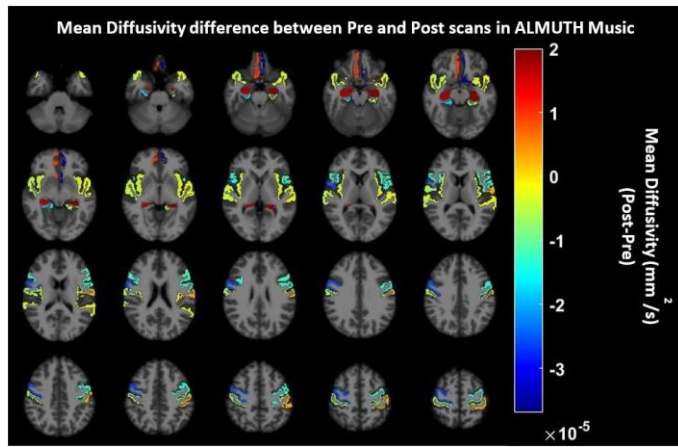 Mean Diffusivity difference between Pre and Post scans in ALMUTH Music
2
1
0
-1
-2
-3
×10⁻⁵
Mean Diffusivity (mm²/s)
(Post-Pre)